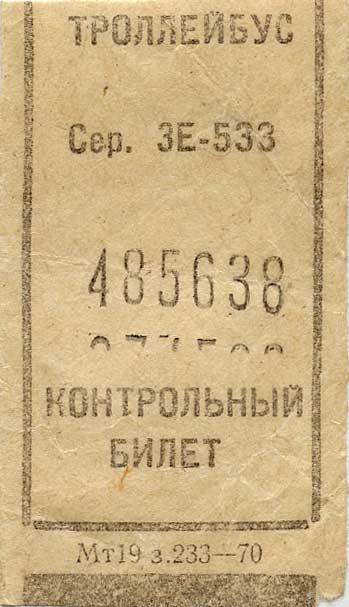 ТРОЛЛЕЙБУС
Сер. ЗЕ-533
485638
КОНТРОЛЬНЫЙ
БИЛЕТ
Мт19 з.233—70